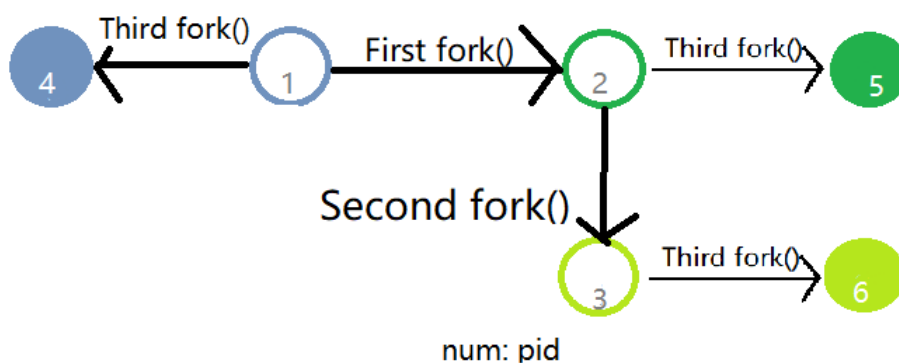 Third fork()
First fork()
Third fork()
4
1
2
5
Second fork()
Third fork()
3
6
num: pid